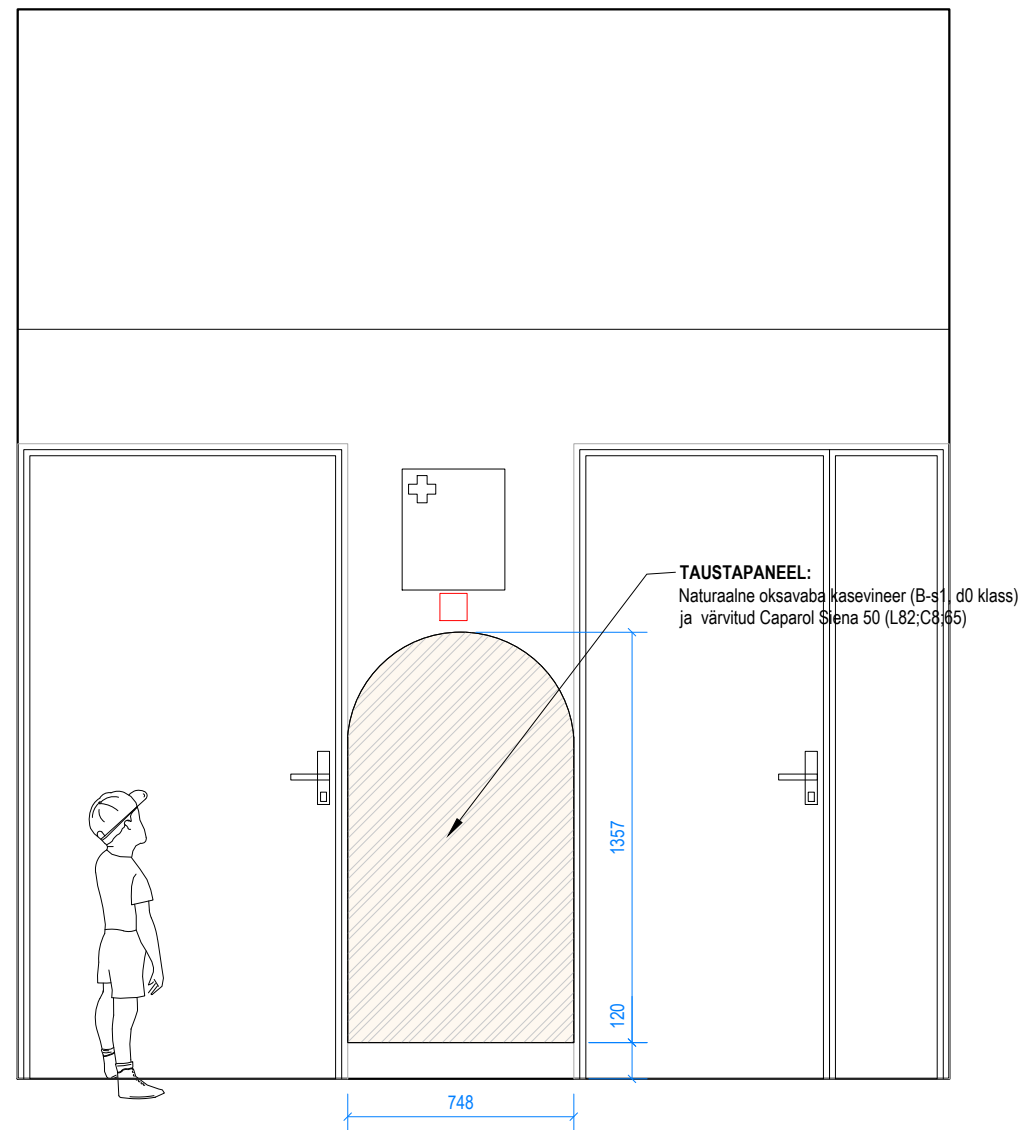 TAUSTAPANEEL:
Naturaalne oksavaba kasevineer (B-s1, d0 klass)
ja värvitud Caparol Siena 50 (L82;C8;65)
1357
120
748